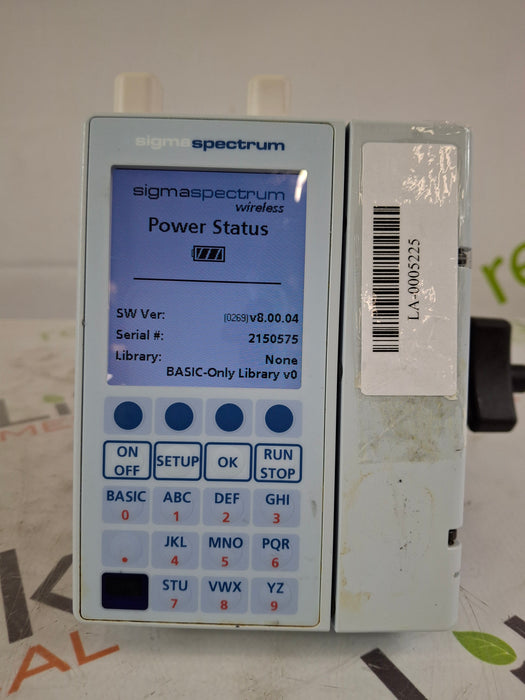 sigmaspectrum
sigmaspectrum
wireless
Power Status
SW Ver: (0269) v8.00.04
Serial #: 2150575
Library: None
BASIC-Only Library v0
ON
OFF
SETUP
OK
RUN
STOP
BASIC
0
ABC
1
DEF
2
GHI
3
.
JKL
4
MNO
5
PQR
6
STU
7
VWX
8
YZ
9
LA-0005225